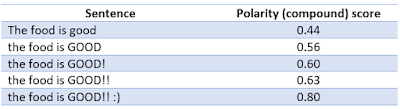 Sentence Polarity (compound) score
The food is good 0.44
the food is GOOD 0.56
the food is GOOD! 0.60
the food is GOOD!! 0.63
the food is GOOD!! :) 0.80